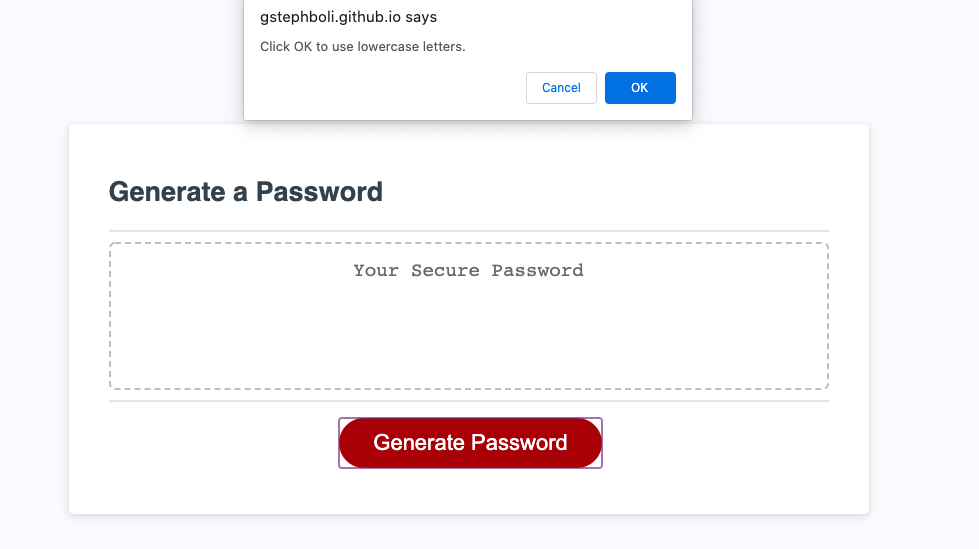 gstephboli.github.io says
Click OK to use lowercase letters.
Cancel OK
Generate a Password
Your Secure Password
Generate Password